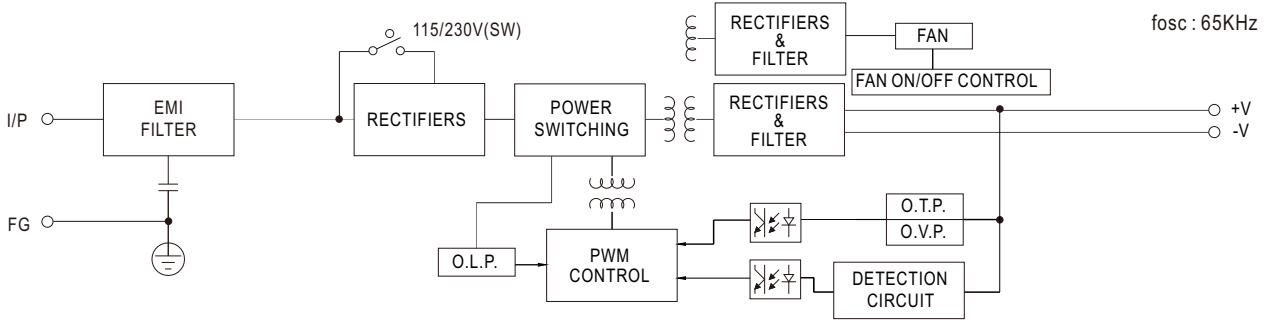 115/230V(SW)
RECTIFIERS
&
FILTER
FAN
FAN ON/OFF CONTROL
fosc : 65KHz
I/P
EMI
FILTER
RECTIFIERS
POWER
SWITCHING
RECTIFIERS
&
FILTER
+V
-V
FG
O.L.P.
PWM
CONTROL
O.T.P.
O.V.P.
DETECTION
CIRCUIT